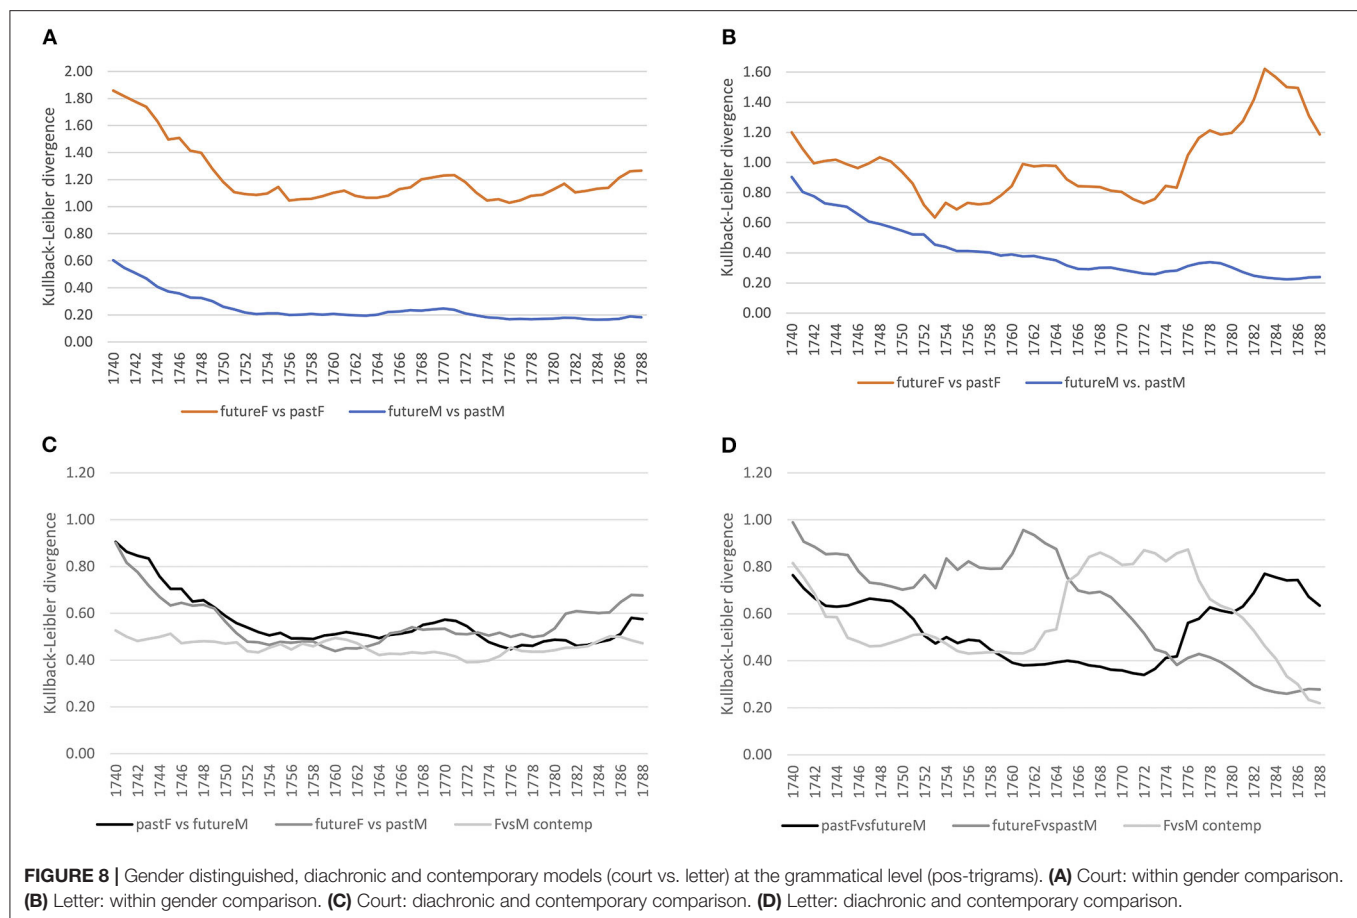 A
2.00
1.80
1.60
1.40
1.20
1.00
0.80
0.60
0.40
0.20
0.00
Kullback-Leibler divergence
1740 1742 1744 1746 1748 1750 1752 1754 1756 1758 1760 1762 1764 1766 1768 1770 1772 1774 1776 1778 1780 1782 1784 1786 1788
futureF vs pastF futureM vs pastM
B
1.60
1.40
1.20
1.00
0.80
0.60
0.40
0.20
0.00
Kullback-Leibler divergence
1740 1742 1744 1746 1748 1750 1752 1754 1756 1758 1760 1762 1764 1766 1768 1770 1772 1774 1776 1778 1780 1782 1784 1786 1788
futureF vs pastF futureM vs. pastM
C
1.20
1.00
0.80
0.60
0.40
0.20
0.00
Kullback-Leibler divergence
1740 1742 1744 1746 1748 1750 1752 1754 1756 1758 1760 1762 1764 1766 1768 1770 1772 1774 1776 1778 1780 1782 1784 1786 1788
pastF vs futureM futureF vs pastM FvsM contemp
D
1.20
1.00
0.80
0.60
0.40
0.20
0.00
Kullback-Leibler divergence
1740 1742 1744 1746 1748 1750 1752 1754 1756 1758 1760 1762 1764 1766 1768 1770 1772 1774 1776 1778 1780 1782 1784 1786 1788
pastFvsfutureM futureFvspastM FvsM contemp
FIGURE 8 | Gender distinguished, diachronic and contemporary models (court vs. letter) at the grammatical level (pos-trigrams). (A) Court: within gender comparison.
(B) Letter: within gender comparison. (C) Court: diachronic and contemporary comparison. (D) Letter: diachronic and contemporary comparison.